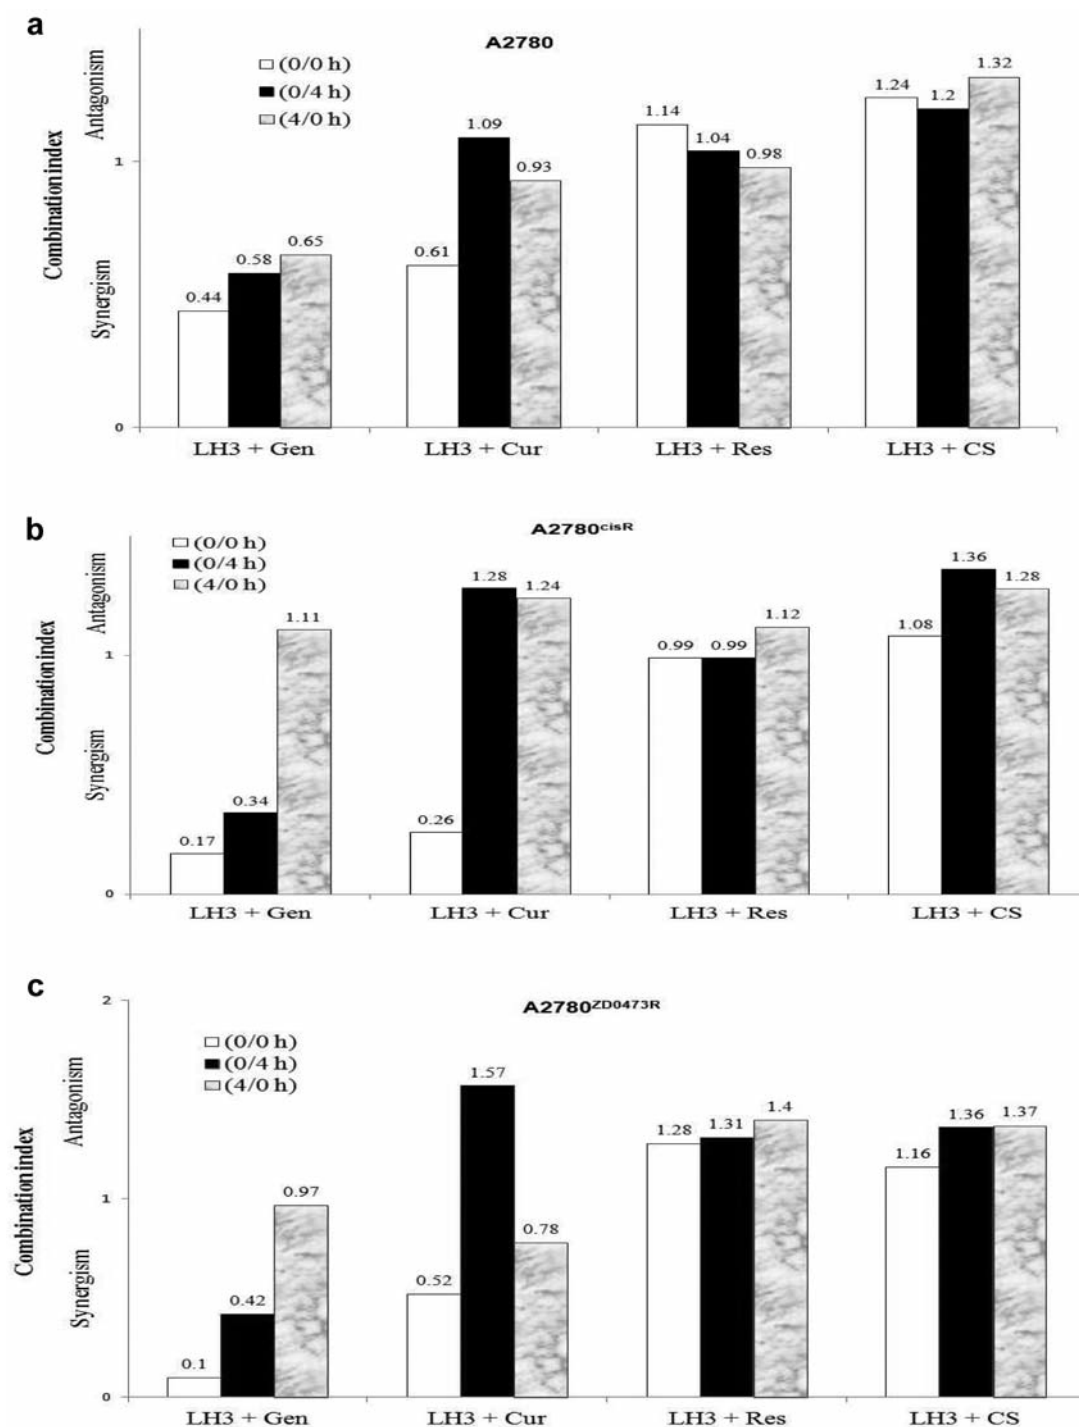 a
A2780
(0/0 h)
(0/4 h)
(4/0 h)
Combination index
Antagonism
Synergism
1
0
0.44
0.58
0.65
0.61
1.09
0.93
1.14
1.04
0.98
1.24
1.2
1.32
LH3 + Gen
LH3 + Cur
LH3 + Res
LH3 + CS
b
A2780cisR
(0/0 h)
(0/4 h)
(4/0 h)
Combination index
Antagonism
Synergism
1
0
0.17
0.34
1.11
0.26
1.28
1.24
0.99
0.99
1.12
1.08
1.36
1.28
LH3 + Gen
LH3 + Cur
LH3 + Res
LH3 + CS
c
A2780ZD0473R
(0/0 h)
(0/4 h)
(4/0 h)
Combination index
Antagonism
Synergism
2
1
0
0.1
0.42
0.97
0.52
1.57
0.78
1.28
1.31
1.4
1.16
1.36
1.37
LH3 + Gen
LH3 + Cur
LH3 + Res
LH3 + CS